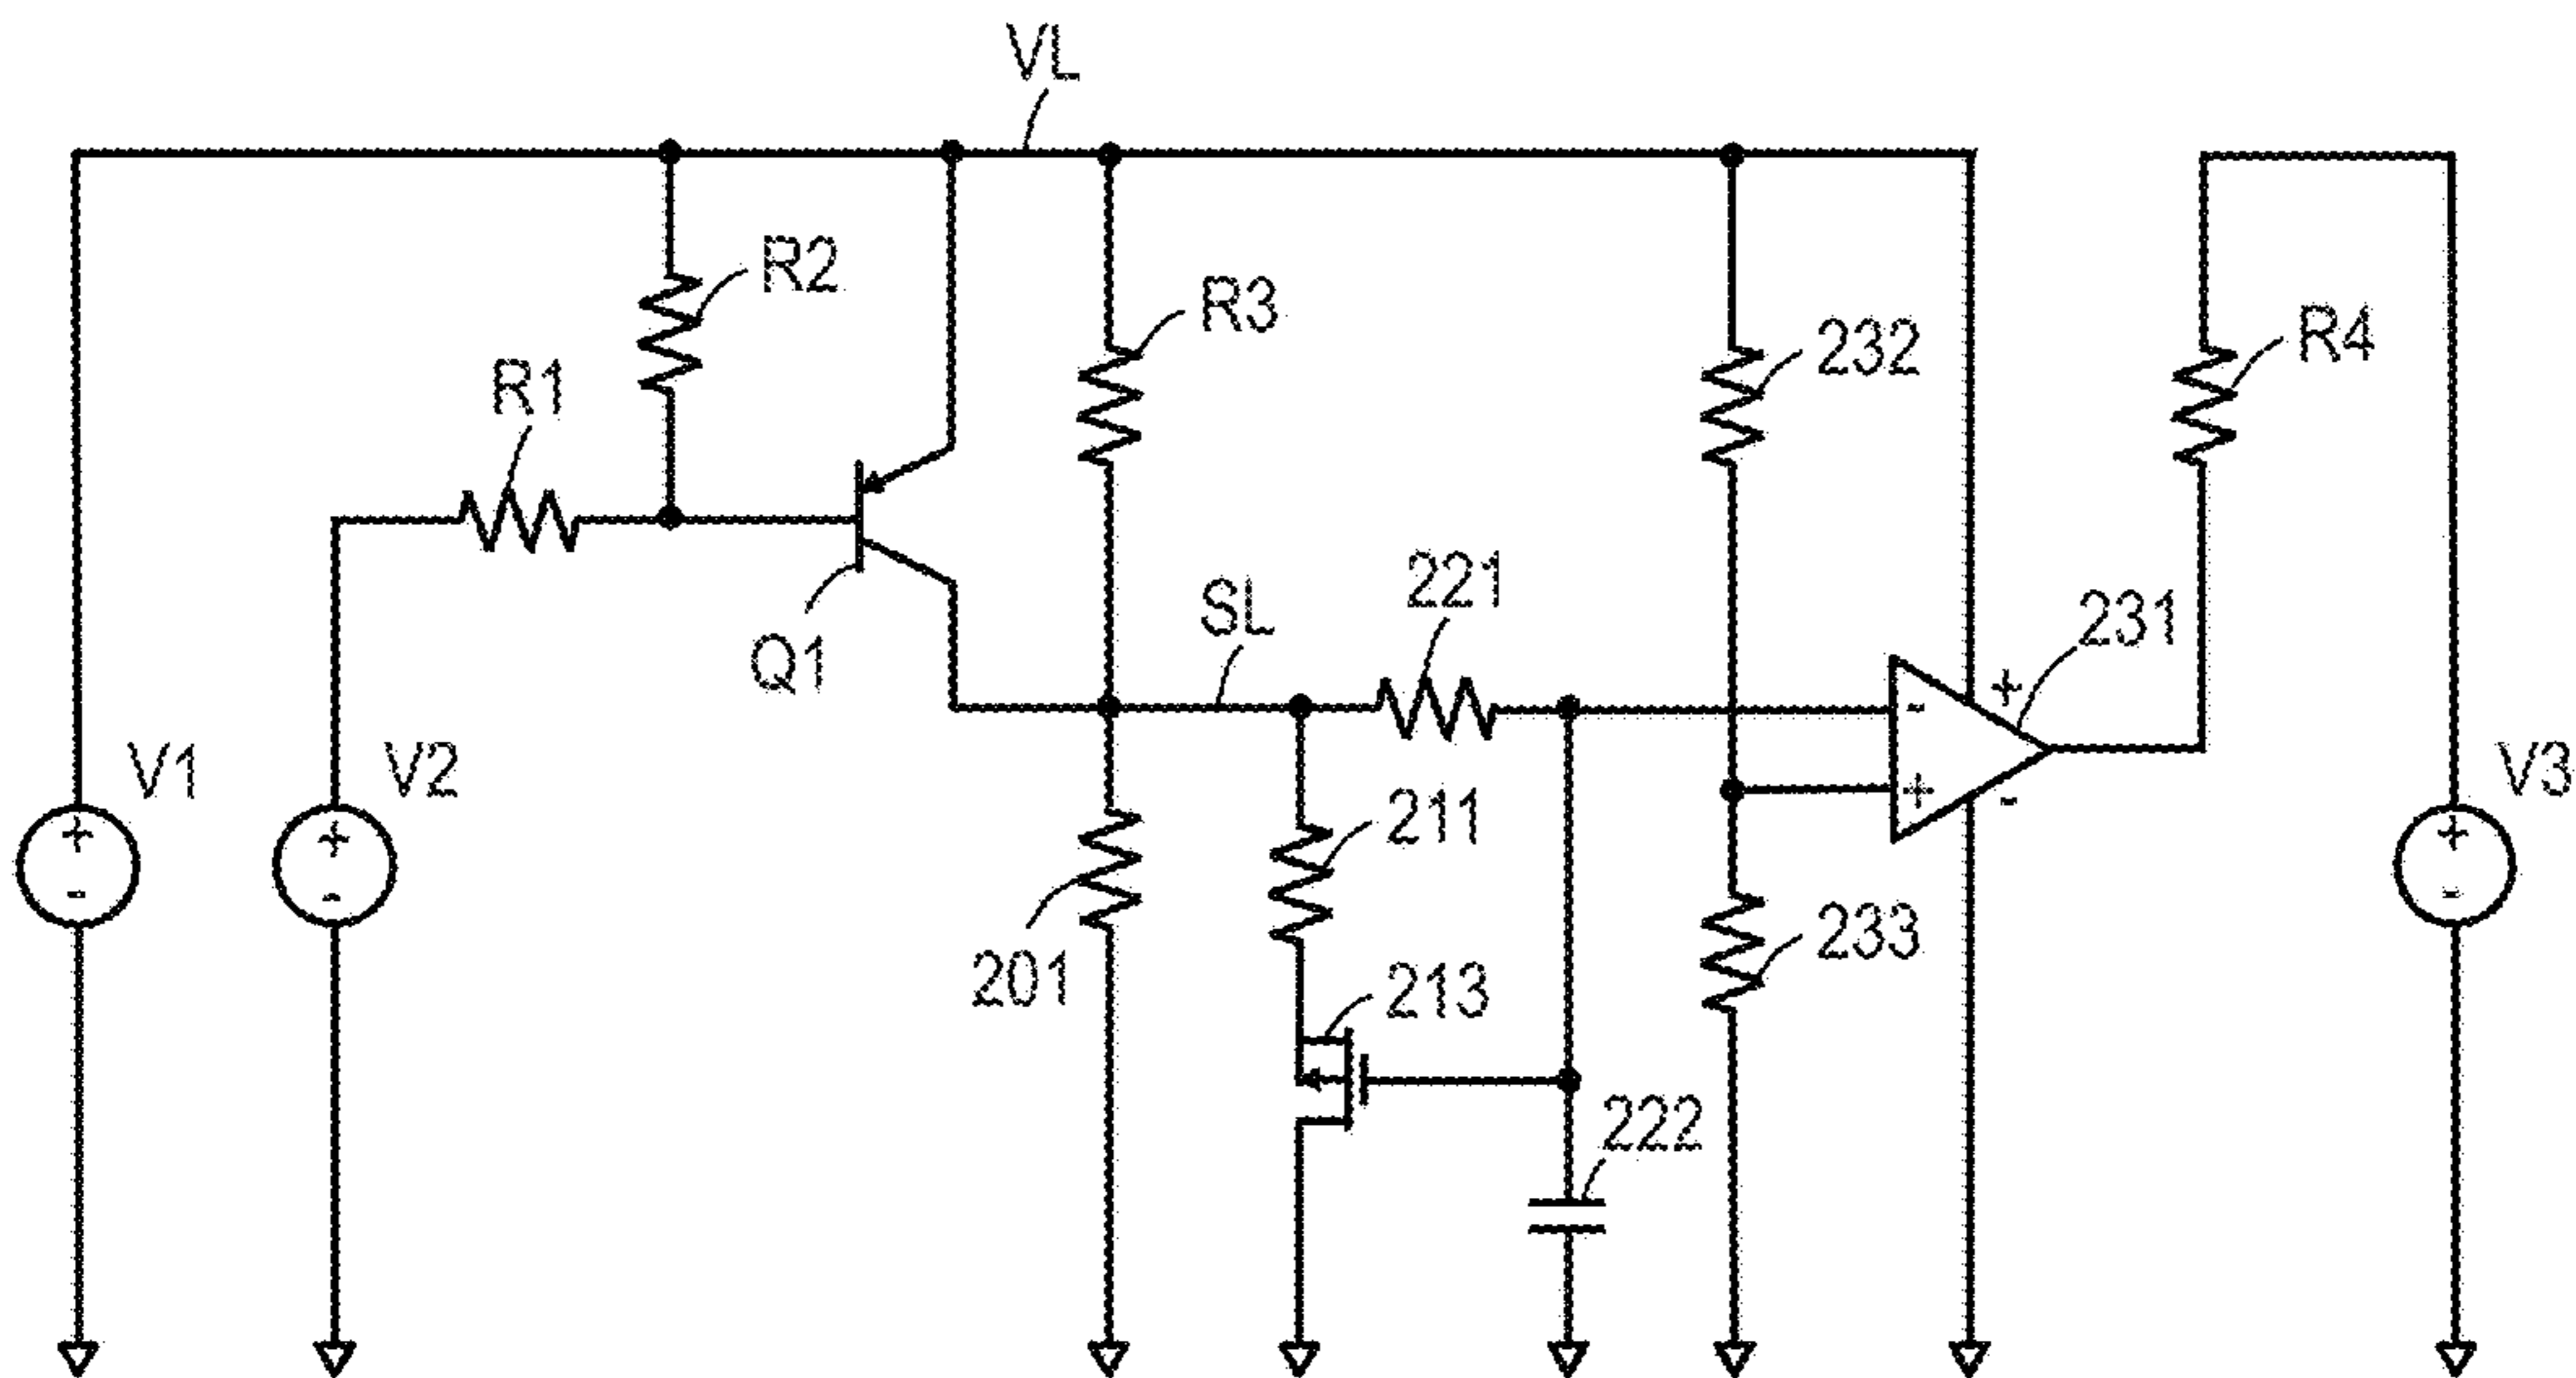 VL
R2
R3
R1
232
R4
221
SL
231
Q1
V1
V2
V3
+
-
+
-
-
+
+
-
+
-
211
201
213
233
222